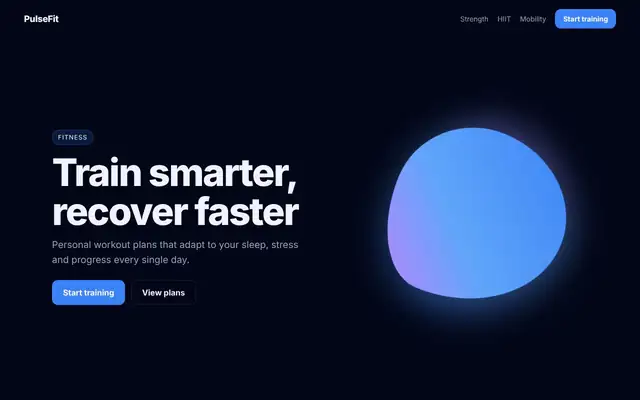 PulseFit
Strength HIIT Mobility Start training
FITNESS
Train smarter,
recover faster
Personal workout plans that adapt to your sleep, stress
and progress every single day.
Start training View plans